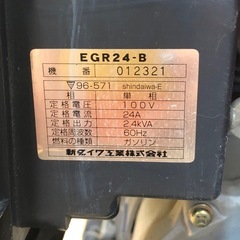 EGR24-B
機番 012321
▽96-571 shindaiwa-E
相 単相
定格電圧 100V
定格電流 24A
定格出力 2.4kVA
定格周波数 60Hz
燃料の種類 ガソリン
新ダイワ工業株式会社